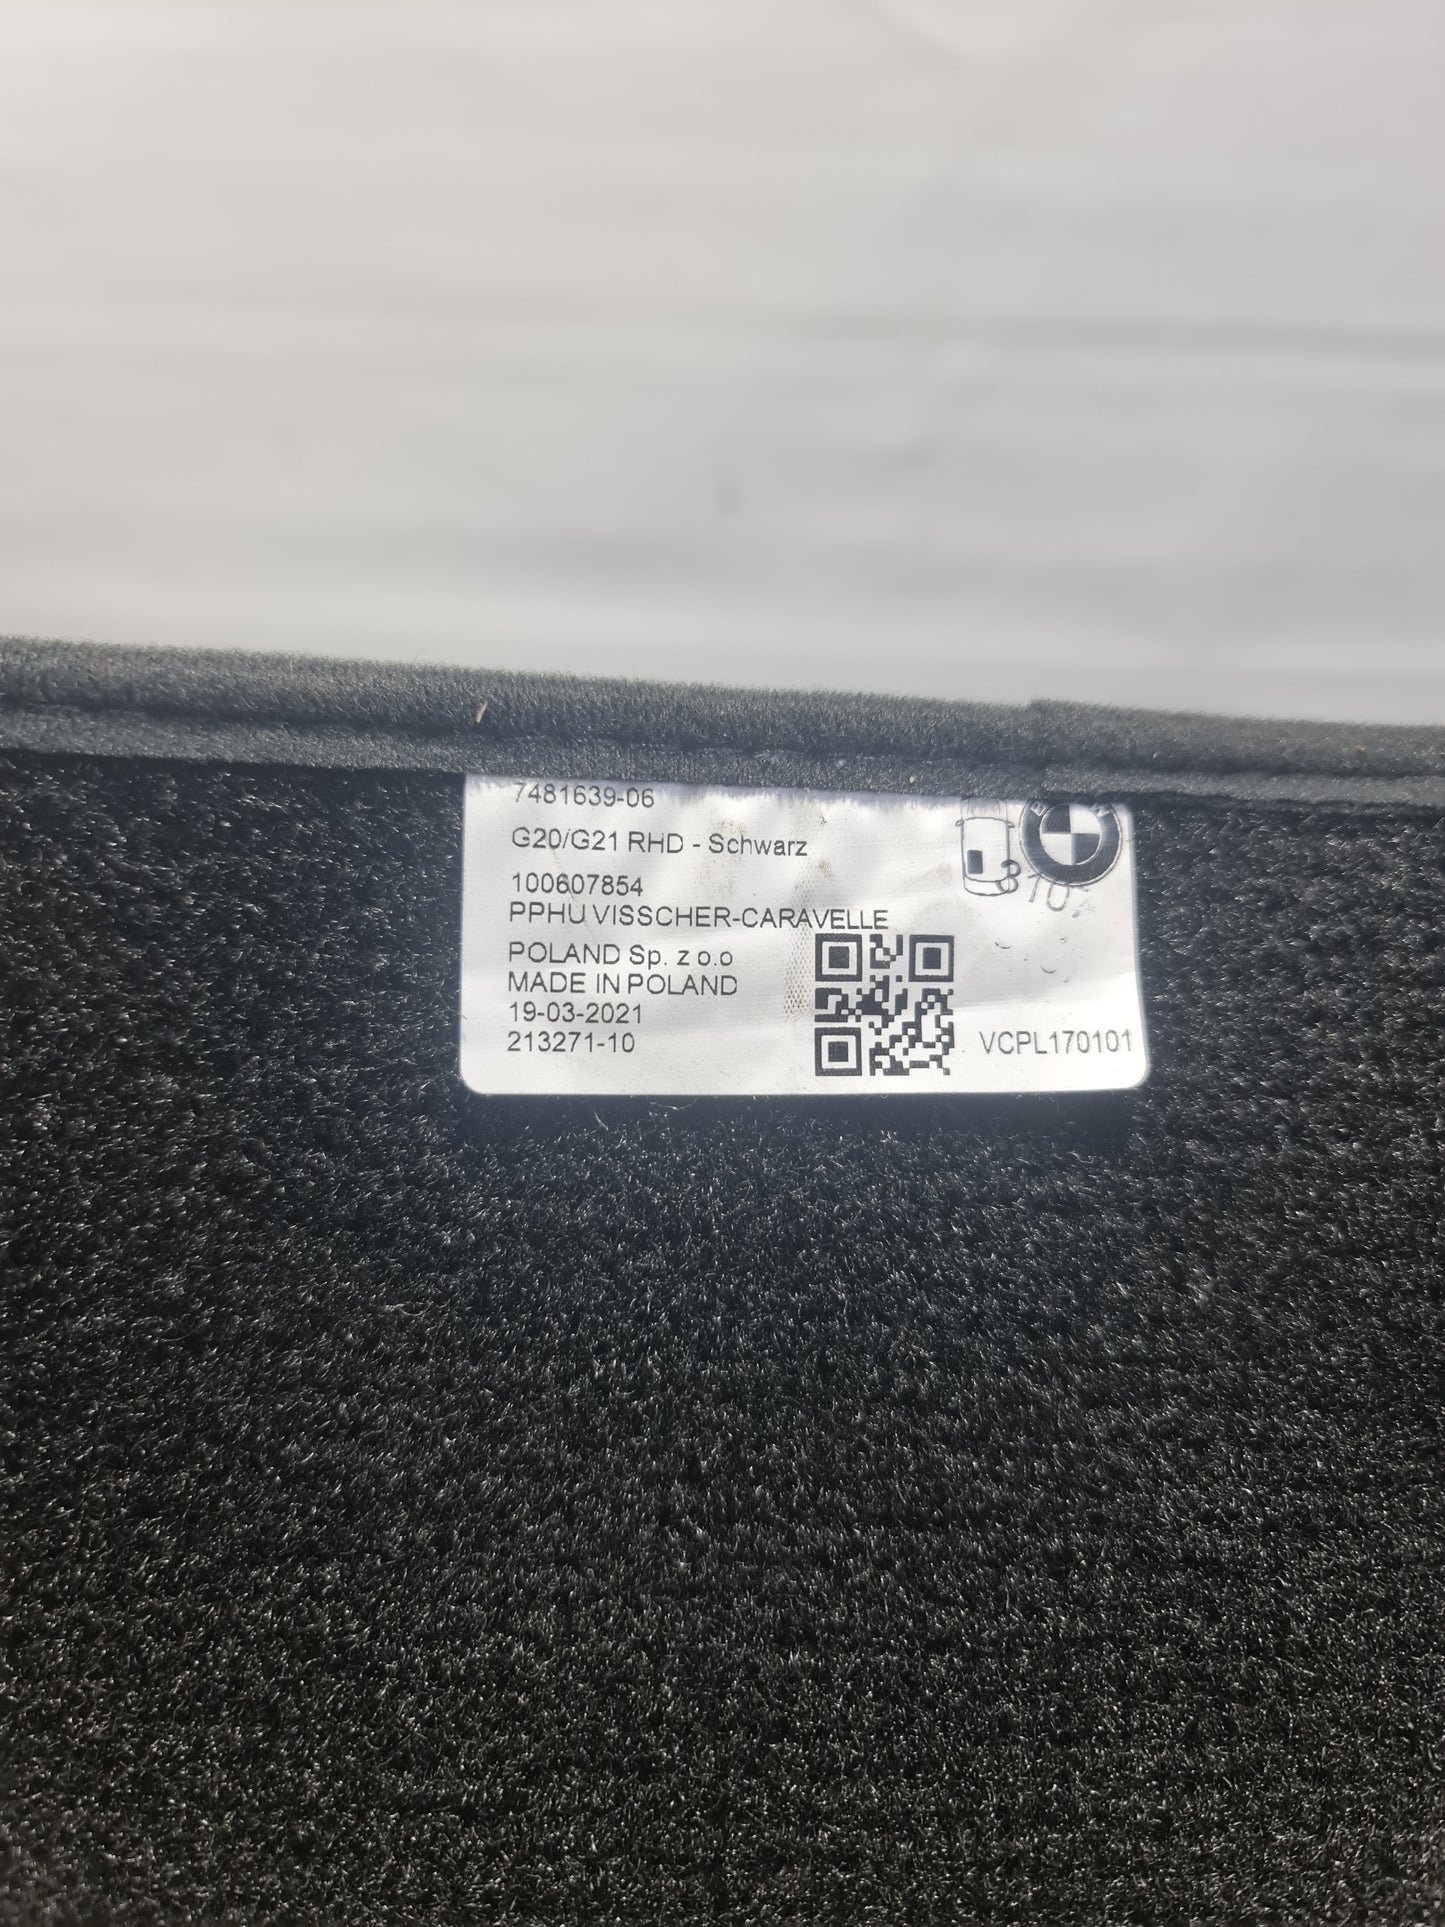 7481639-06
G20/G21 RHD - Schwarz
100607854
PPHU VISSCHER-CARAVELLE
POLAND Sp. z o.o
MADE IN POLAND
19-03-2021
213271-10
VCPL170101